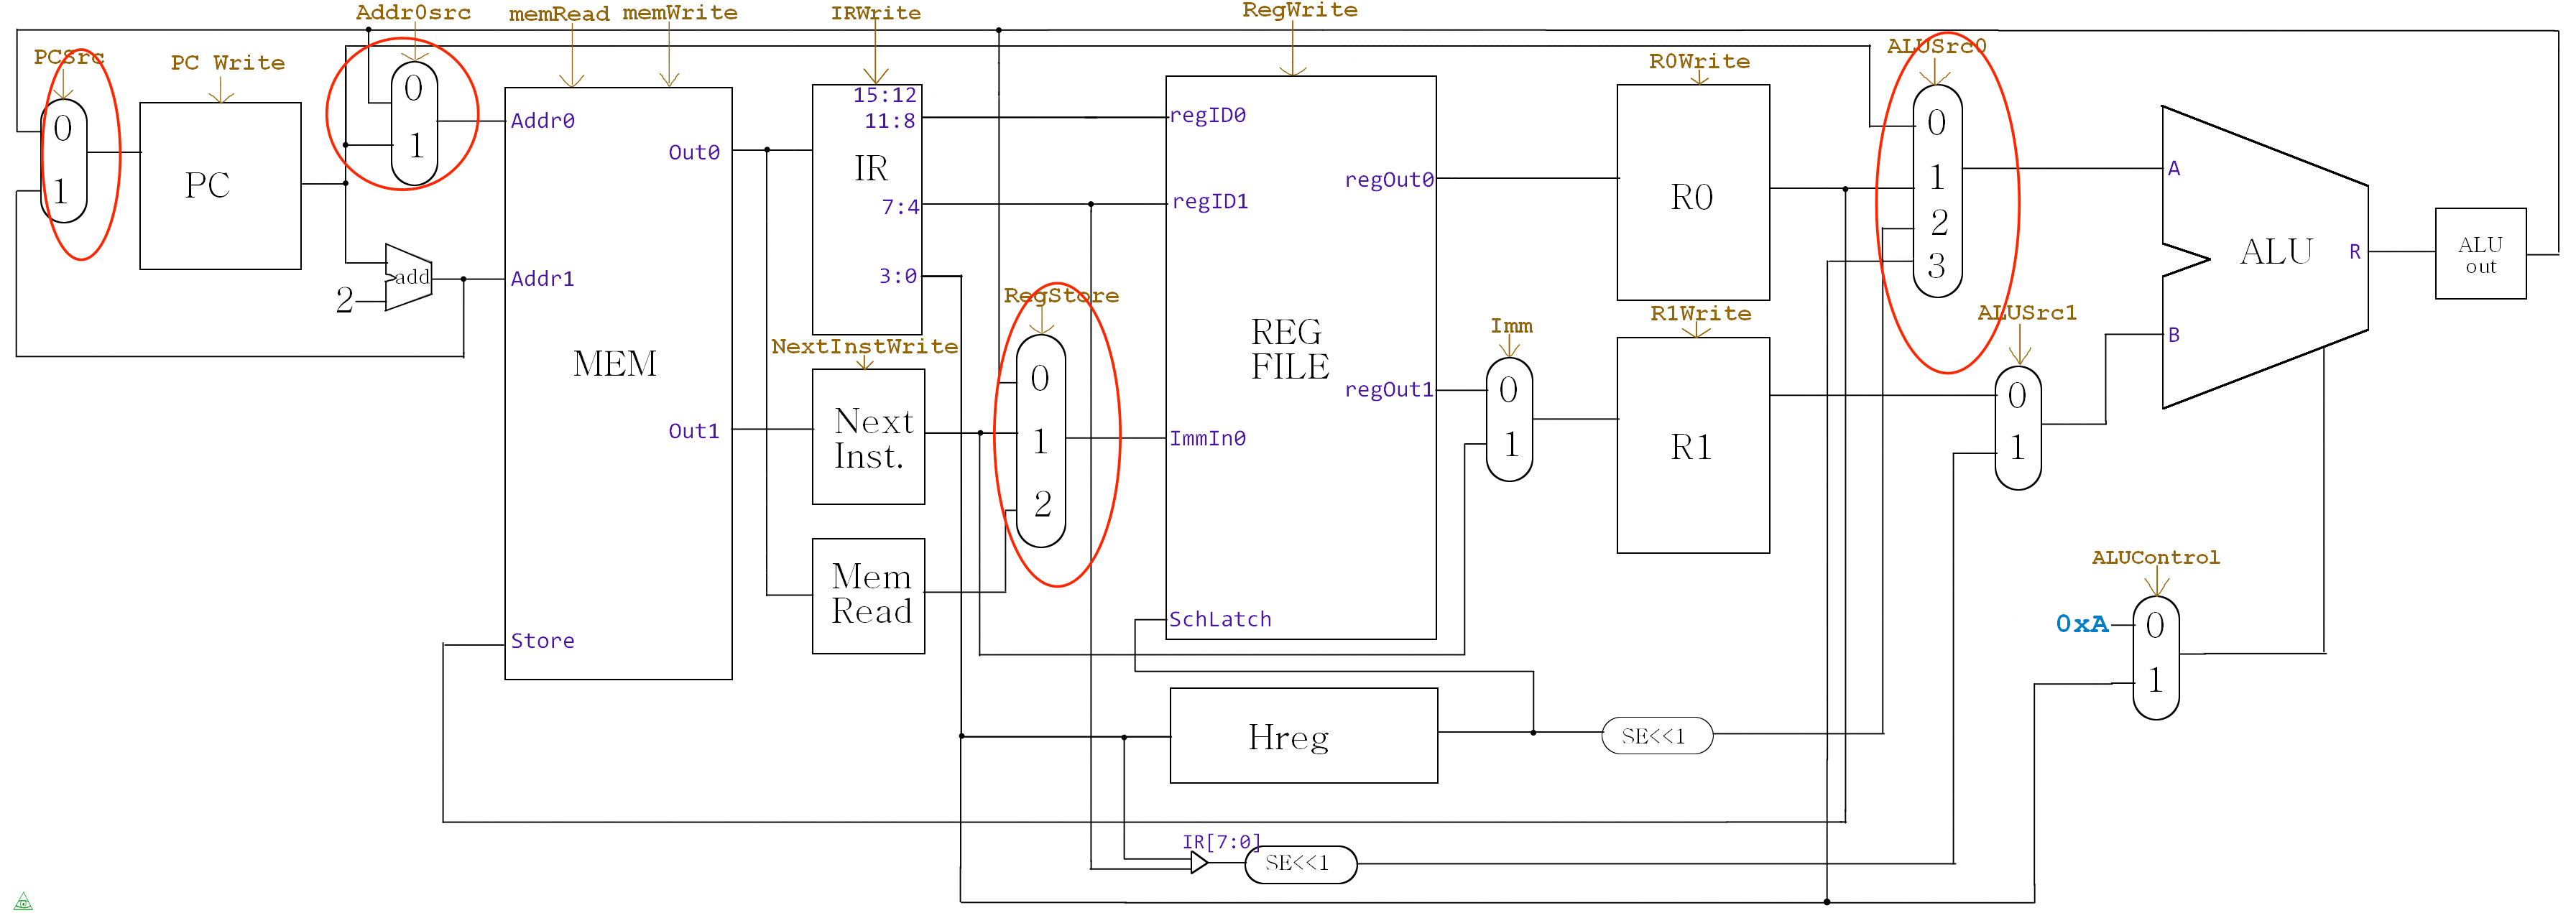 Addr0src
memRead
memWrite
IRWrite
RegWrite
PCSrc
PC Write
R0Write
ALUSrc0
0
1
PC
0
1
2
add
Addr0
Addr1
Out0
Out1
MEM
Store
15:12
11:8
IR
7:4
3:0
NextInstWrite
Next
Inst.
Mem
Read
RegStore
0
1
2
regID0
regID1
regOut0
REG
FILE
regOut1
ImmIn0
SchLatch
Imm
0
1
R0
R1Write
R1
0
1
2
3
ALUSrc1
0
1
A
B
ALU
R
ALU
out
ALUControl
0xA
0
1
Hreg
SE<<1
IR[7:0]
SE<<1